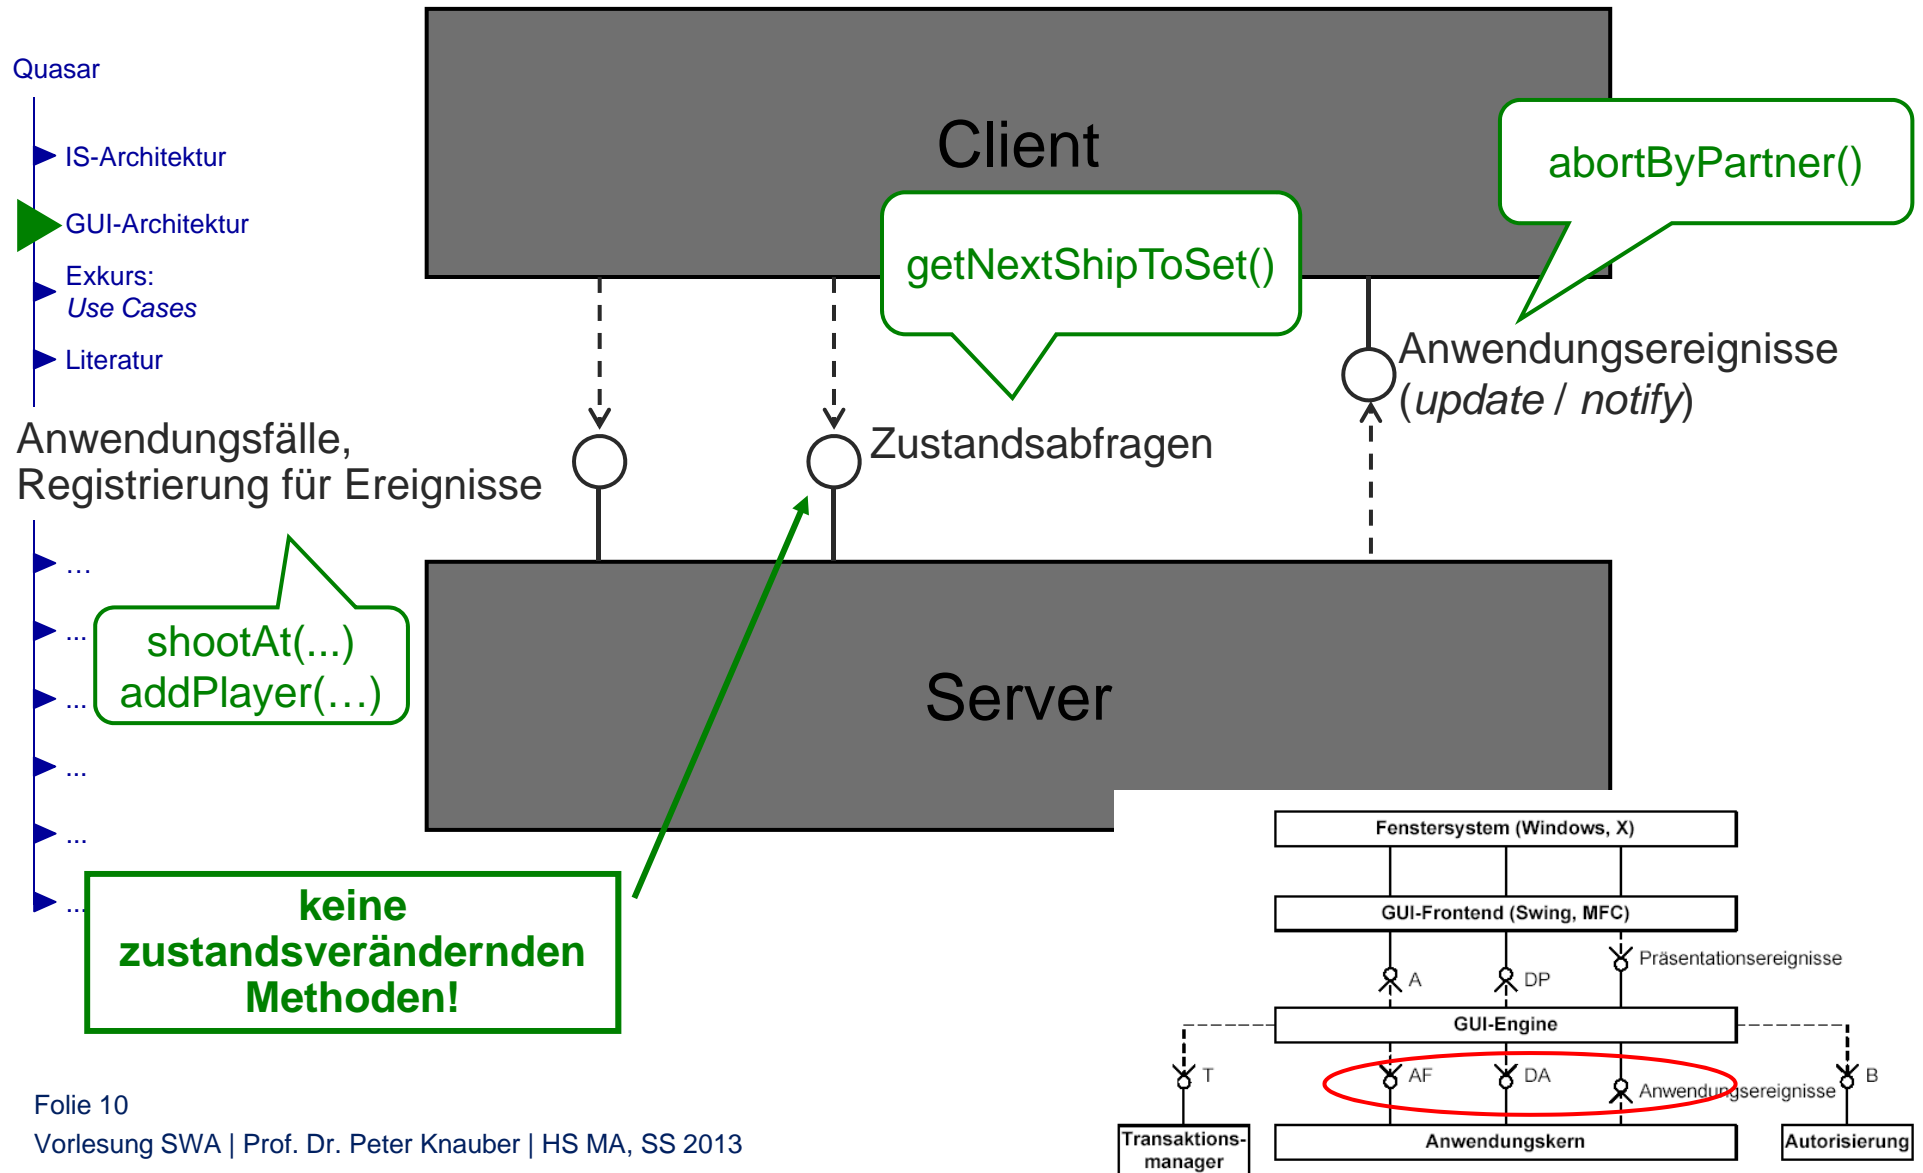 Quasar
IS-Architektur
GUI-Architektur
Exkurs:
Use Cases
Literatur
Client
abortByPartner()
getNextShipToSet()
Anwendungsereignisse
(update / notify)
Anwendungsfälle,
Registrierung für Ereignisse
Zustandsabfragen
...
...
...
...
...
...
shootAt(...)
addPlayer(...)
Server
keine
zustandsverändernden
Methoden!
Fenstersystem (Windows, X)
GUI-Frontend (Swing, MFC)
A
DP
Präsentationsereignisse
GUI-Engine
T
AF
DA
Anwendungsereignisse
B
Transaktions-
manager
Anwendungskern
Autorisierung
Folie 10
Vorlesung SWA | Prof. Dr. Peter Knauber | HS MA, SS 2013